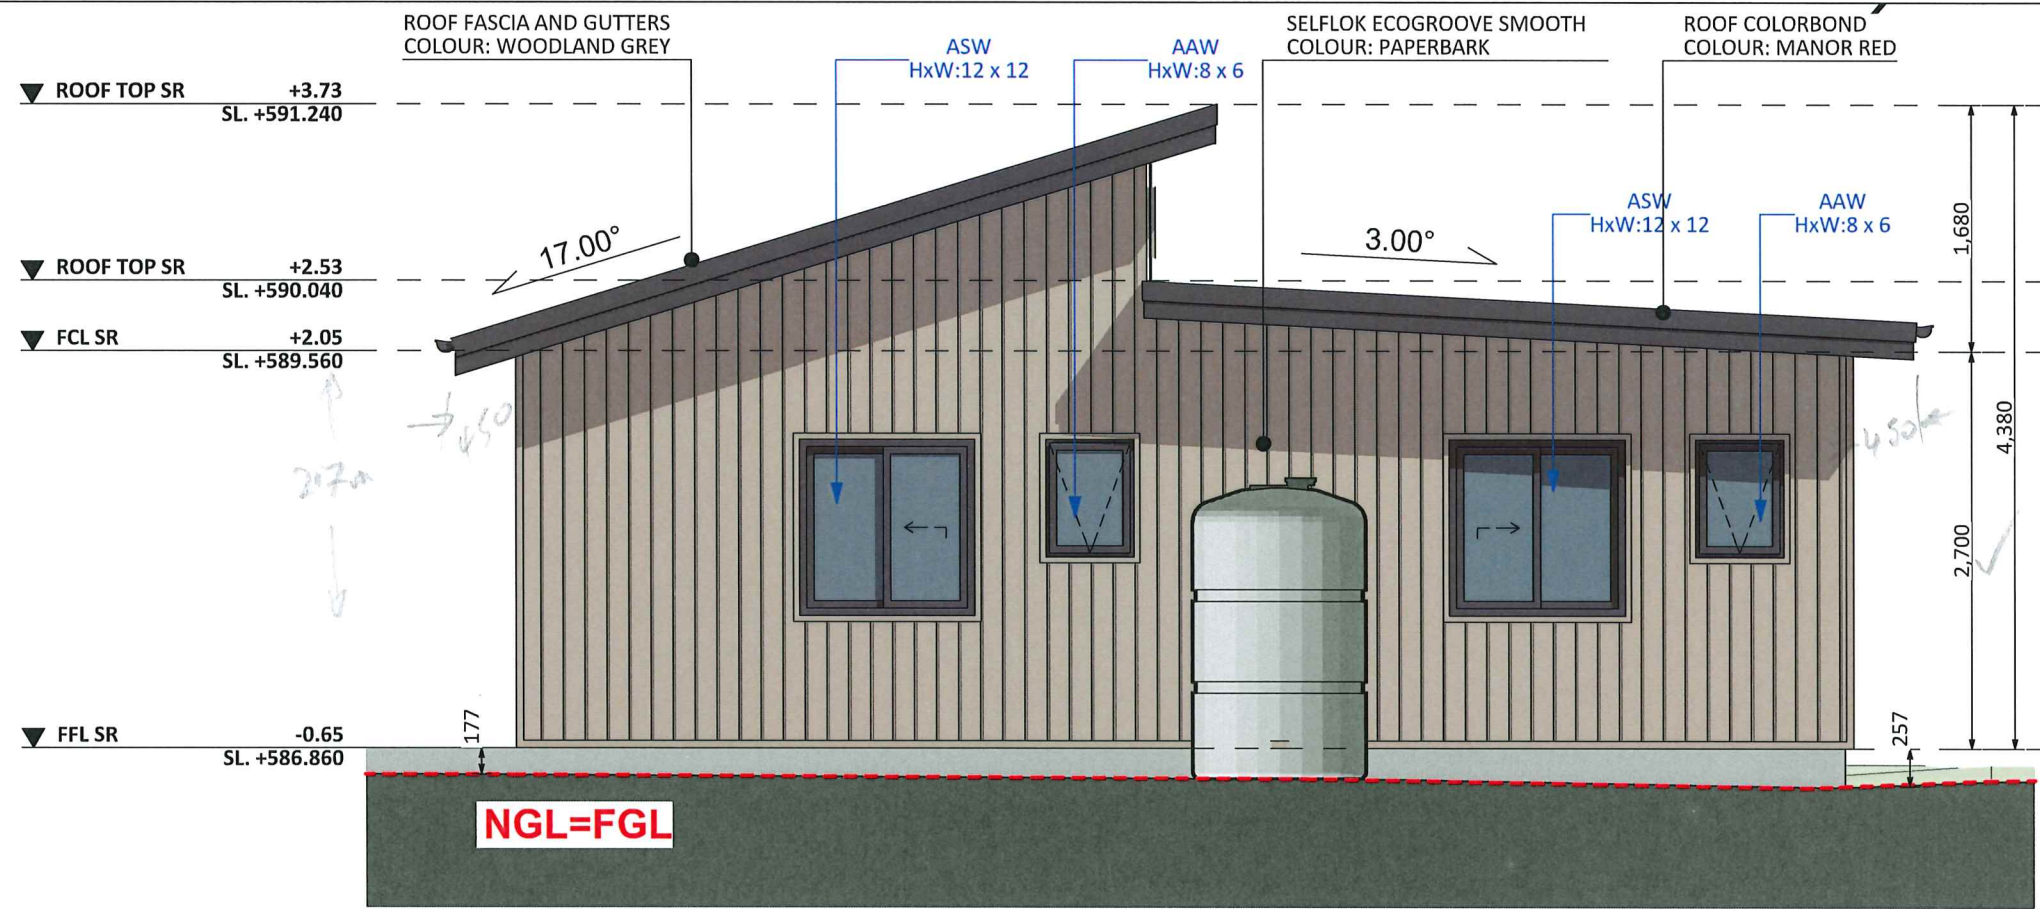 ROOF FASCIA AND GUTTERS
COLOUR: WOODLAND GREY
ASW
HxW:12 x 12
AAW
HxW:8 x 6
SELFLOK ECOGROOVE SMOOTH
COLOUR: PAPERBARK
ROOF COLORBOND
COLOUR: MANOR RED
ROOF TOP SR +3.73
SL. +591.240
ASW
HxW:12 x 12
AAW
HxW:8 x 6
17.00°
3.00°
1,680
ROOF TOP SR +2.53
SL. +590.040
FCL SR +2.05
SL. +589.560
4,380
450
450
2.7m
2,700
177
257
FFL SR -0.65
SL. +586.860
NGL=FGL